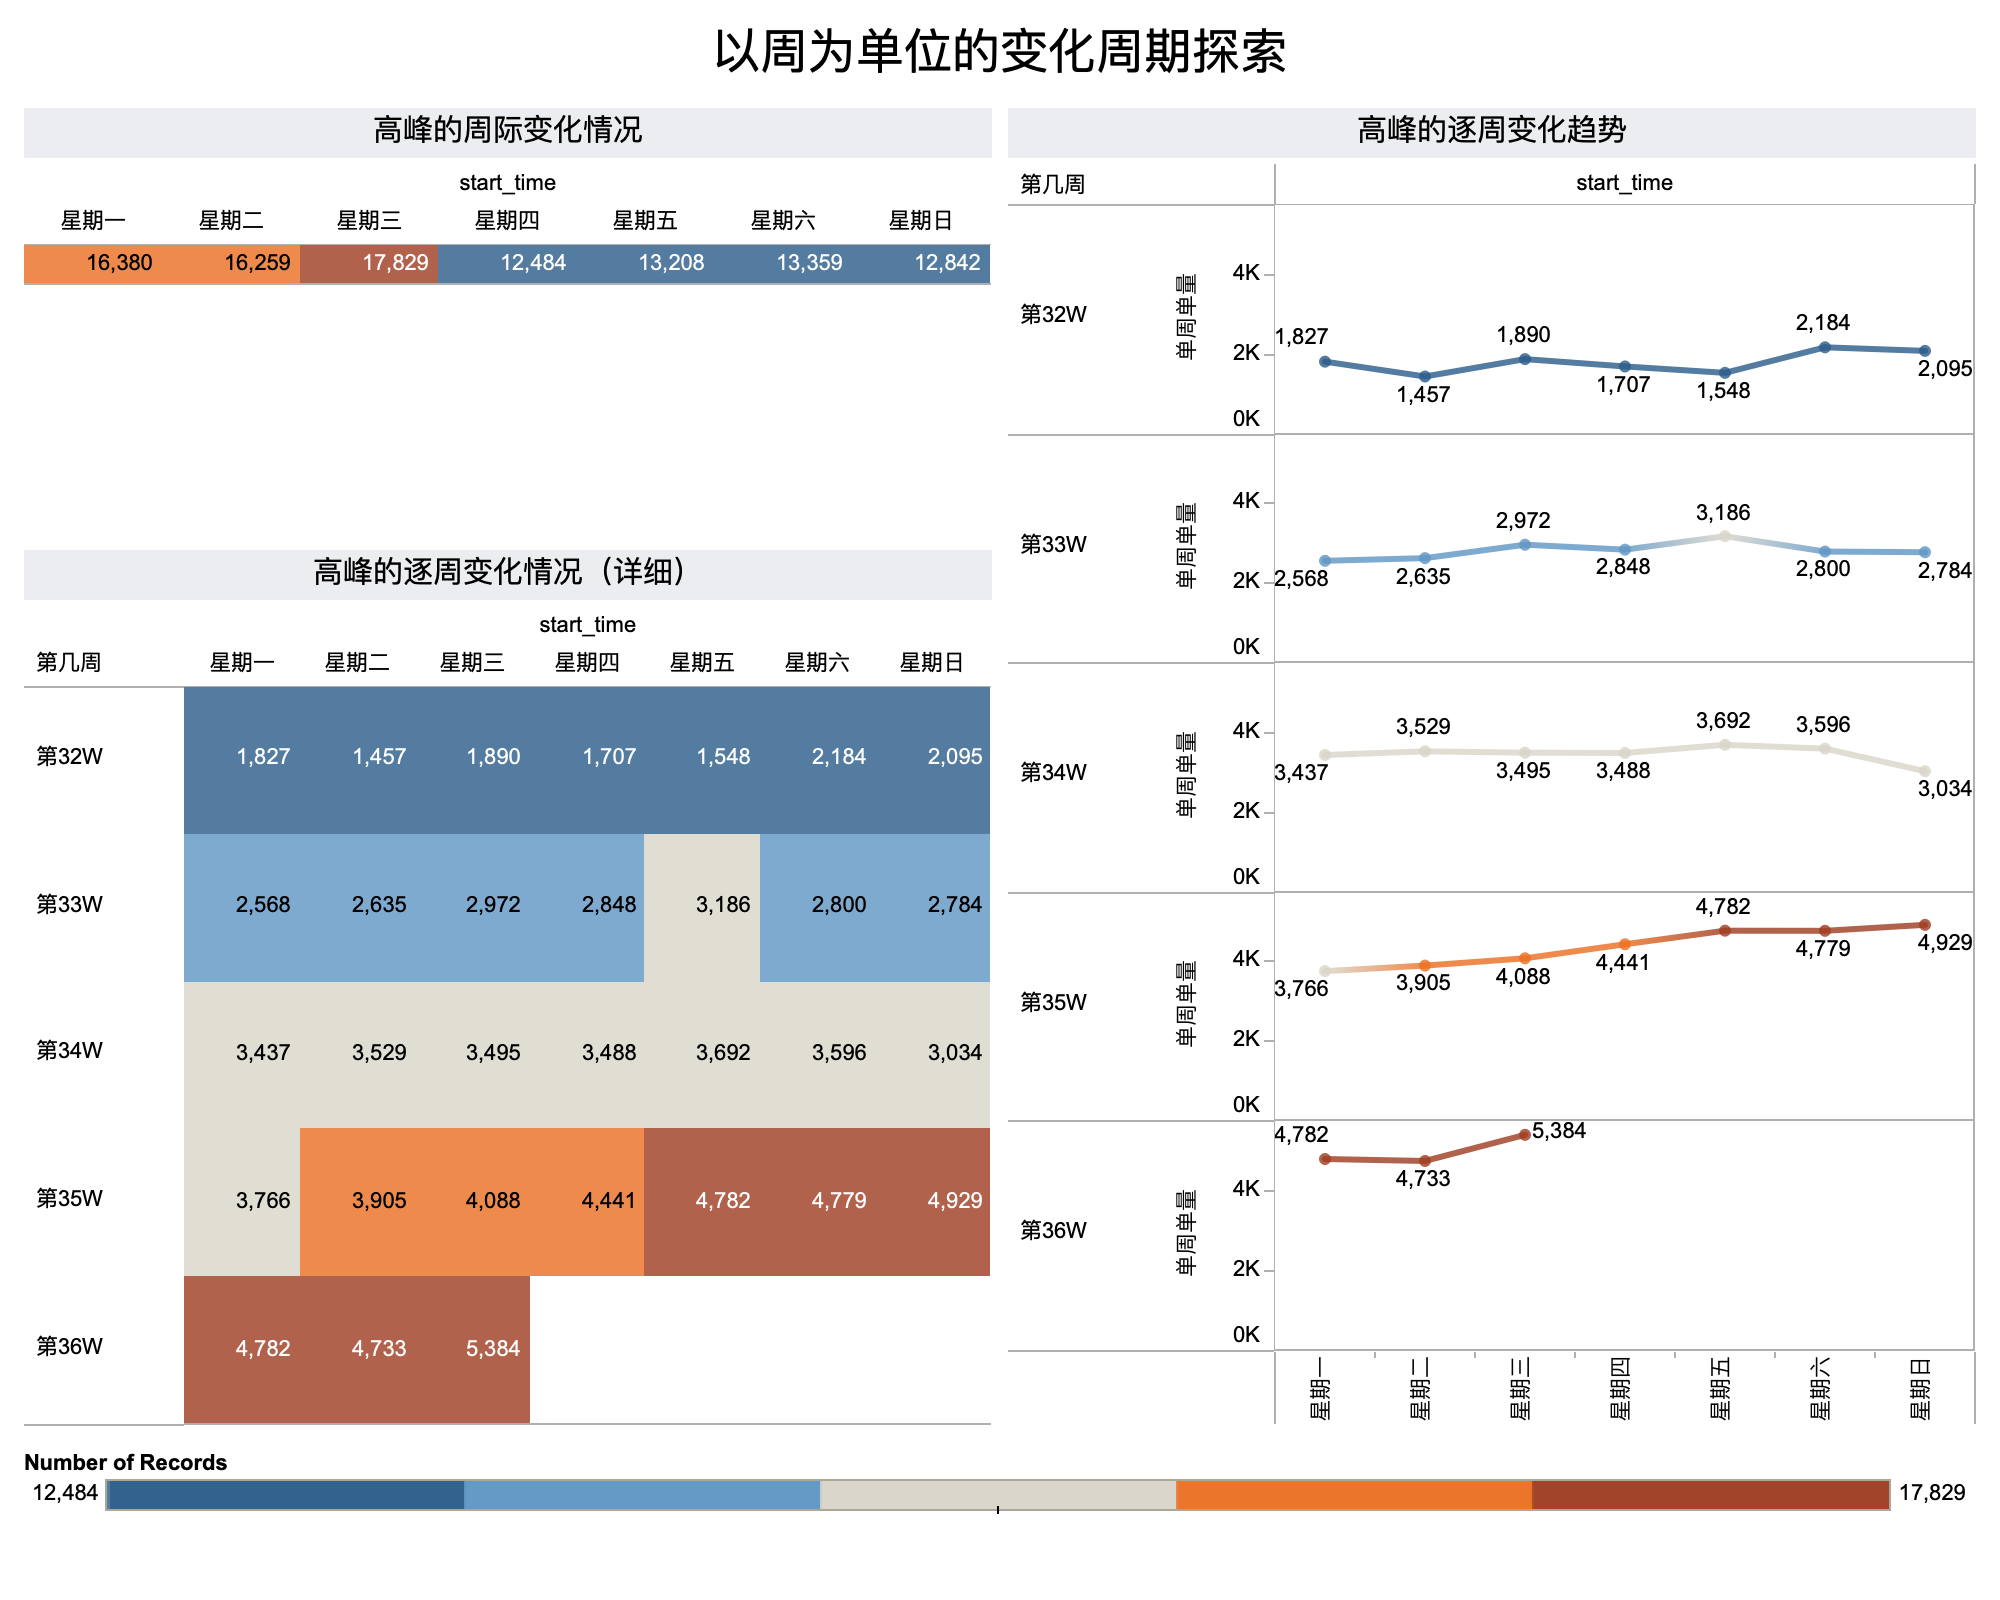 以周为单位的变化周期探索
高峰的周际变化情况
start_time
星期一 星期二 星期三 星期四 星期五 星期六 星期日
16,380 16,259 17,829 12,484 13,208 13,359 12,842
高峰的逐周变化情况（详细）
start_time
第几周 星期一 星期二 星期三 星期四 星期五 星期六 星期日
第32W 1,827 1,457 1,890 1,707 1,548 2,184 2,095
第33W 2,568 2,635 2,972 2,848 3,186 2,800 2,784
第34W 3,437 3,529 3,495 3,488 3,692 3,596 3,034
第35W 3,766 3,905 4,088 4,441 4,782 4,779 4,929
第36W 4,782 4,733 5,384
高峰的逐周变化趋势
第几周 start_time
第32W
单周单量
4K
2K
0K
1,827 1,457 1,890 1,707 1,548 2,184 2,095
第33W
单周单量
4K
2K
0K
2,568 2,635 2,972 2,848 3,186 2,800 2,784
第34W
单周单量
4K
2K
0K
3,437 3,529 3,495 3,488 3,692 3,596 3,034
第35W
单周单量
4K
2K
0K
3,766 3,905 4,088 4,441 4,782 4,779 4,929
第36W
单周单量
4K
2K
0K
4,782 4,733 5,384
星期一 星期二 星期三 星期四 星期五 星期六 星期日
Number of Records
12,484 17,829